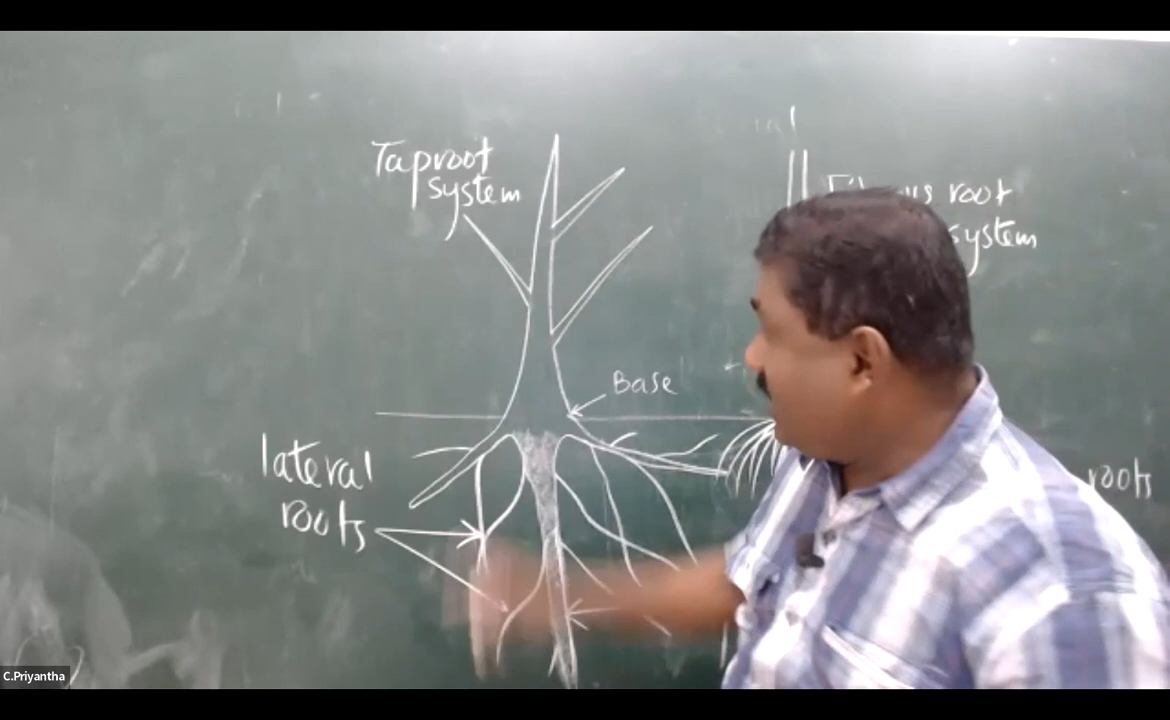 Taproot
system
root
system
Base
lateral
roots
roots
C.Priyantha